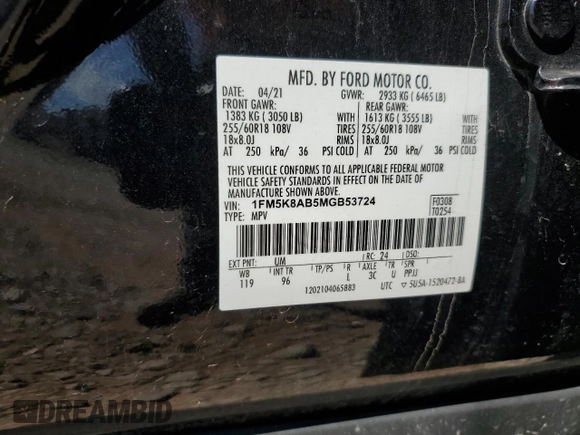 MFD. BY FORD MOTOR CO.
DATE: 04/21 GVWR: 2933 KG ( 6465 LB)
FRONT GAWR: REAR GAWR:
1383 KG ( 3050 LB) WITH 1613 KG ( 3555 LB) WITH
255/60R18 108V TIRES 255/60R18 108V TIRES
18x8.0J RIMS 18x8.0J RIMS
AT 250 kPa/ 36 PSI COLD AT 250 kPa/ 36 PSI COLD
THIS VEHICLE CONFORMS TO ALL APPLICABLE FEDERAL MOTOR
VEHICLE SAFETY STANDARDS IN EFFECT ON THE DATE OF
MANUFACTURE SHOWN ABOVE.
VIN: 1FM5K8AB5MGB53724 F0308
TYPE: MPV T0254
EXT PNT: UM RC: 24 DSO:
WB INT TR TP/PS R AXLE TR SPR
119 96 L 3C U PPJJ
1202104065883 UTC ▽ 5U5A-1520472-BA
DREAMBID